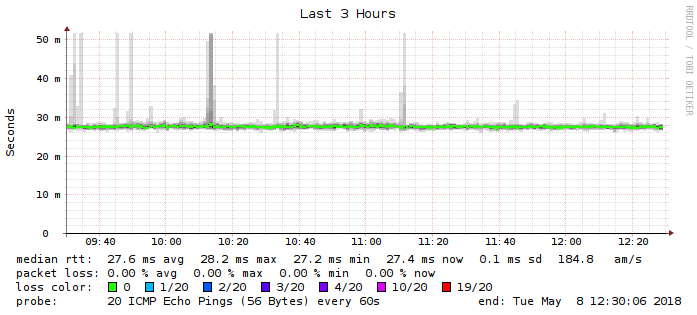 Last 3 Hours
RRDTOOL / TOBI OETIKER
Seconds
50 m
40 m
30 m
20 m
10 m
0
09:40 10:00 10:20 10:40 11:00 11:20 11:40 12:00 12:20
median rtt: 27.6 ms avg 28.2 ms max 27.2 ms min 27.4 ms now 0.1 ms sd 184.8 am/s
packet loss: 0.00 % avg 0.00 % max 0.00 % min 0.00 % now
loss color: 0 1/20 2/20 3/20 4/20 10/20 19/20
probe: 20 ICMP Echo Pings (56 Bytes) every 60s end: Tue May 8 12:30:06 2018